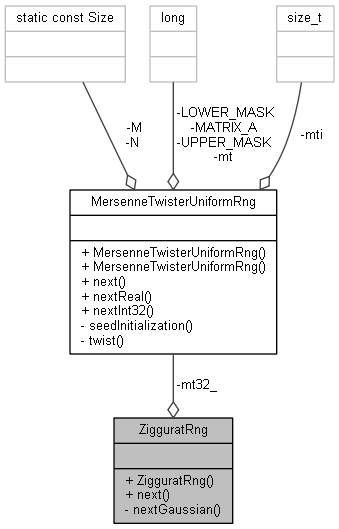 static const Size
long
size_t
-M
-N
-LOWER_MASK
-MATRIX_A
-UPPER_MASK
-mt
-mti
MersenneTwisterUniformRng
+ MersenneTwisterUniformRng()
+ MersenneTwisterUniformRng()
+ next()
+ nextReal()
+ nextInt32()
- seedInitialization()
- twist()
-mt32_
ZigguratRng
+ ZigguratRng()
+ next()
- nextGaussian()